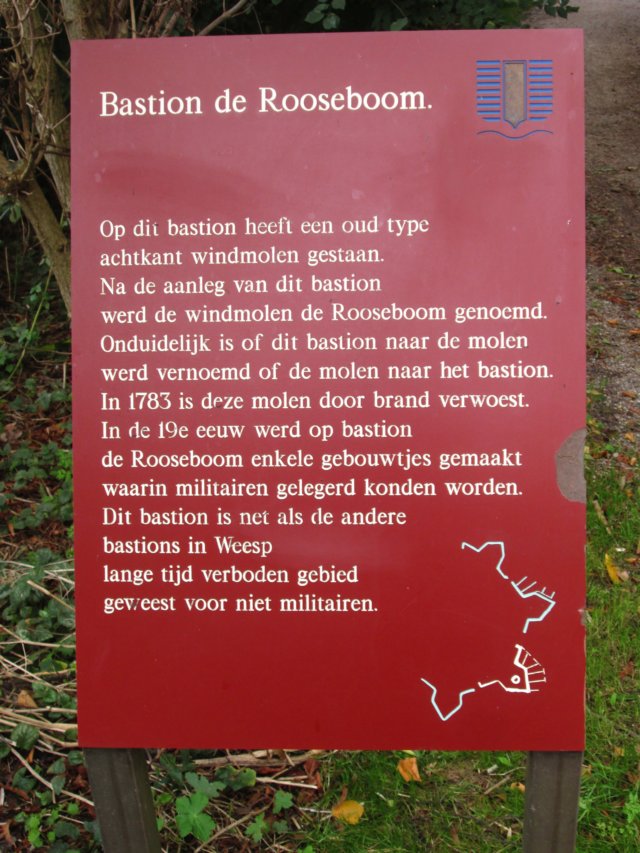 Bastion de Rooseboom.
Op dit bastion heeft een oud type
achtkant windmolen gestaan.
Na de aanleg van dit bastion
werd de windmolen de Rooseboom genoemd.
Onduidelijk is of dit bastion naar de molen
werd vernoemd of de molen naar het bastion.
In 1783 is deze molen door brand verwoest.
In de 19e eeuw werd op bastion
de Rooseboom enkele gebouwtjes gemaakt
waarin militairen gelegerd konden worden.
Dit bastion is net als de andere
bastions in Weesp
lange tijd verboden gebied
geweest voor niet militairen.